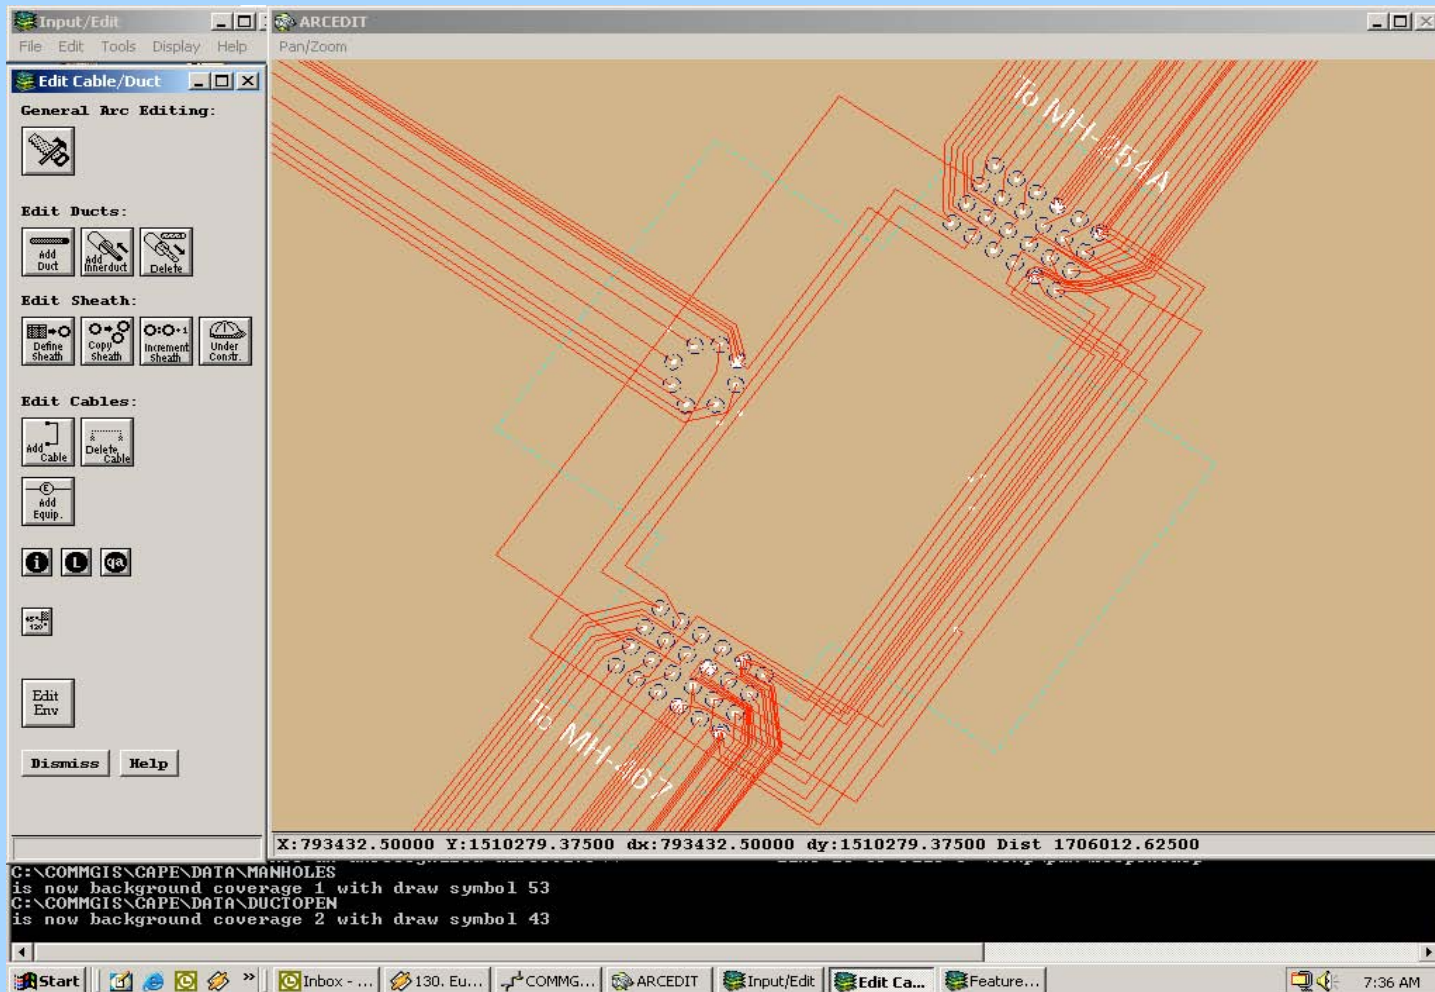 Input/Edit
File Edit Tools Display Help
Edit Cable/Duct
General Arc Editing:
Edit Ducts:
Add Duct
Add Innerduct
Delete
Edit Sheath:
Define Sheath
Copy Sheath
Increment Sheath
Under Constr.
Edit Cables:
Add Cable
Delete Cable
Add Equip.
i L qa
Edit Env
Dismiss Help
ARCEDIT
Pan/Zoom
To MH-254A
To MH-467
X:793432.50000 Y:1510279.37500 dx:793432.50000 dy:1510279.37500 Dist 1706012.62500
C:\COMMGIS\CAPE\DATA\MANHOLES
is now background coverage 1 with draw symbol 53
C:\COMMGIS\CAPE\DATA\DUCTOPEN
is now background coverage 2 with draw symbol 43
Start Inbox - ... 130. Eu... COMMG... ARCEDIT Input/Edit Edit Ca... Feature... 7:36 AM